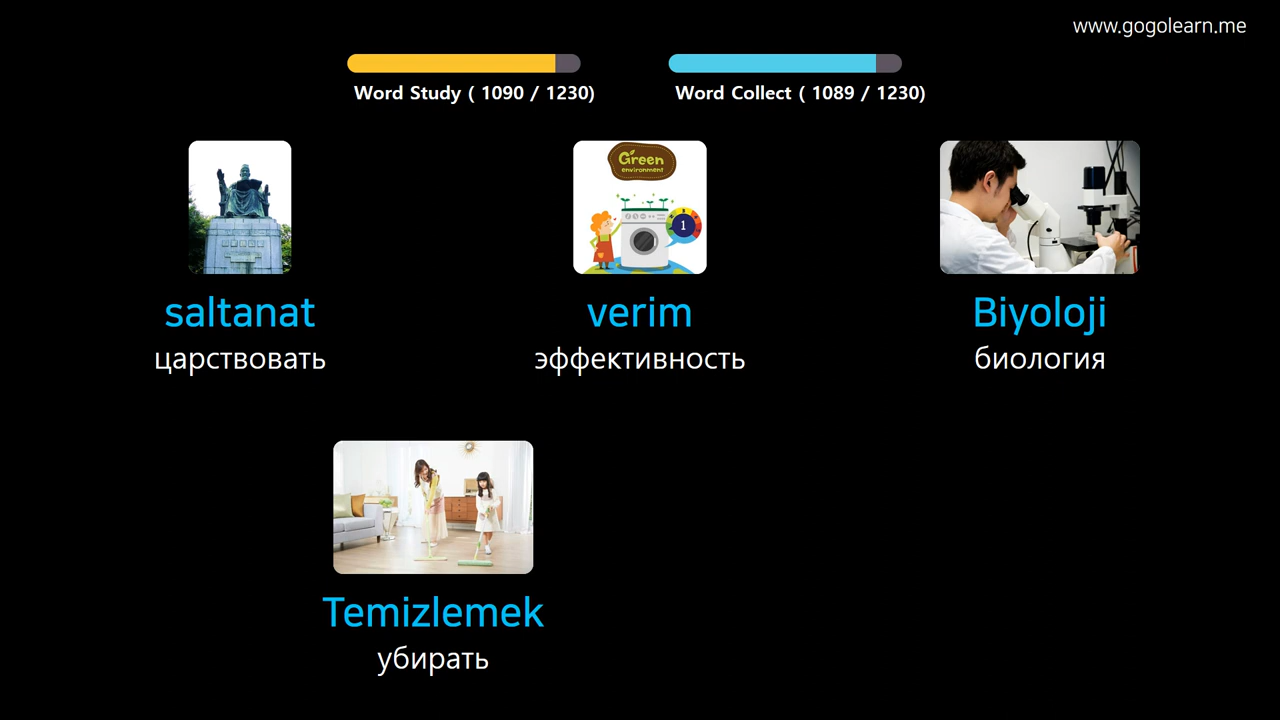 www.gogolearn.me
Word Study ( 1090 / 1230)
Word Collect ( 1089 / 1230)
Green
environment
1
saltanat
царствовать
verim
эффективность
Biyoloji
биология
Temizlemek
убирать